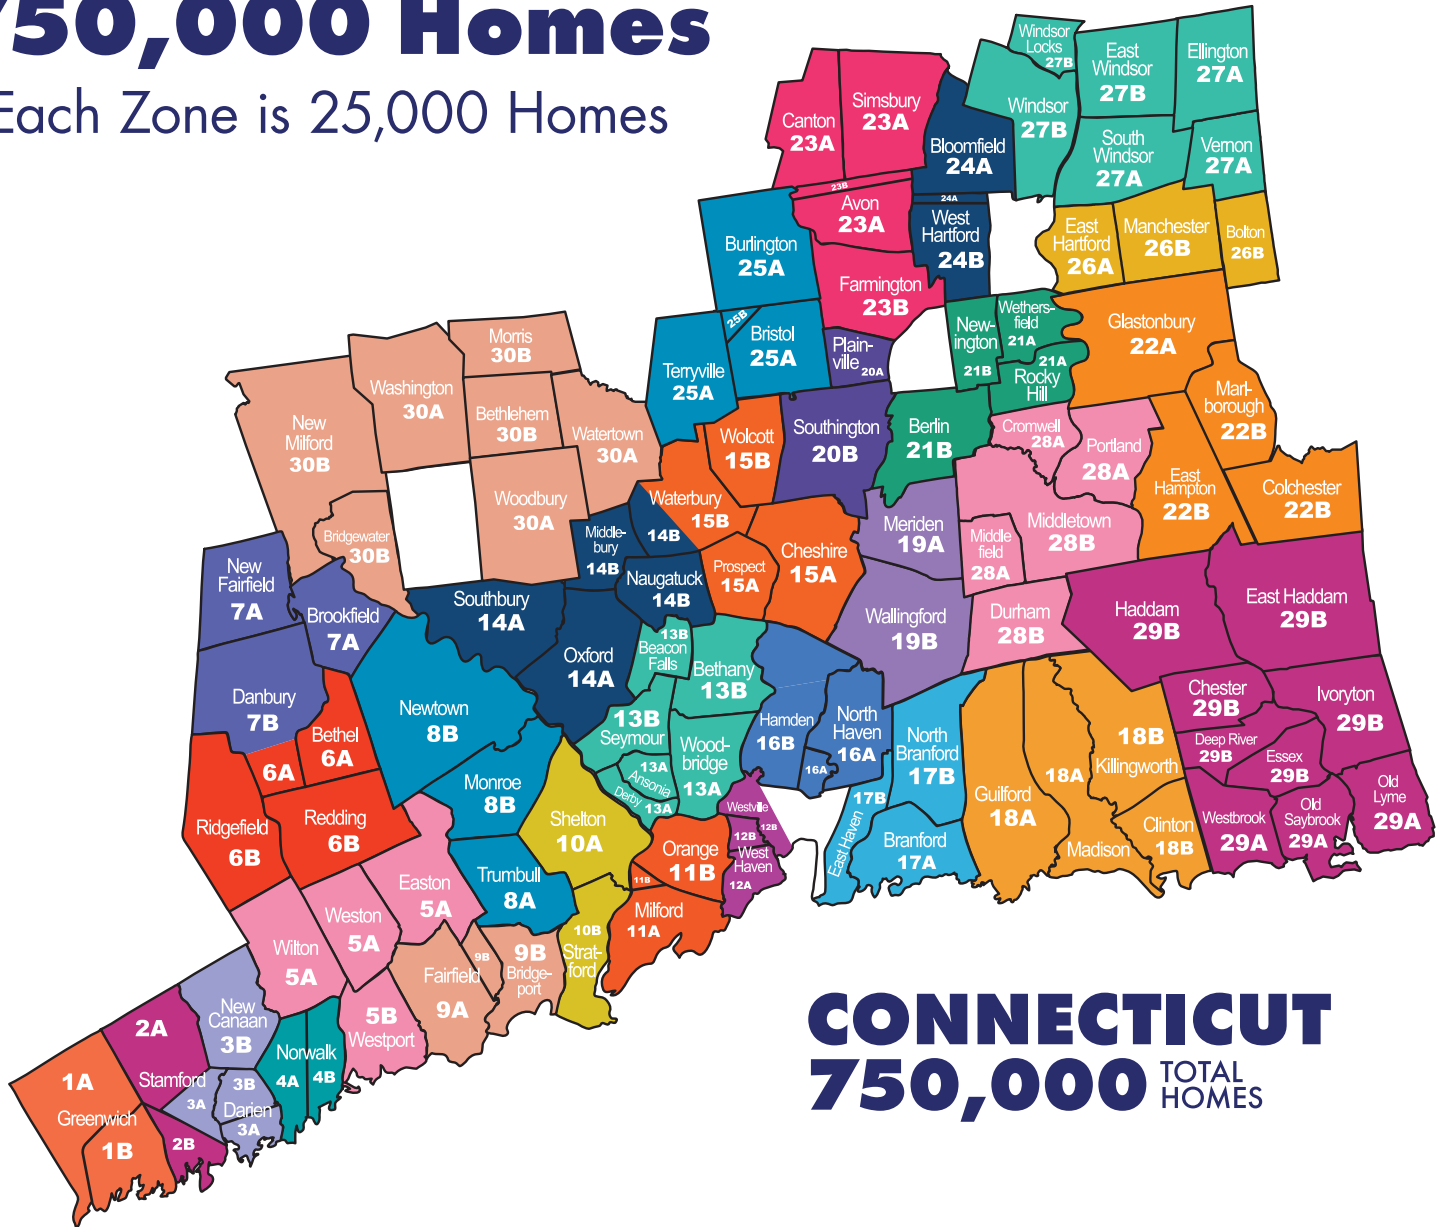 750,000 Homes
Each Zone is 25,000 Homes
Windsor
Locks
27B
East
Windsor
27B
Ellington
27A
Simsbury
23A
Canton
23A
Windsor
27B
Bloomfield
24A
South
Windsor
27A
Vernon
27A
23B
24A
Avon
23A
West
Hartford
24B
East
Hartford
26A
Manchester
26B
Bolton
26B
Burlington
25A
Farmington
23B
25B
Bristol
25A
Plain-
ville 20A
New-
ington
21B
Wethers-
field
21A
21A
Rocky
Hill
Glastonbury
22A
Morris
30B
Washington
30A
Terryville
25A
Marl-
borough
22B
New
Milford
30B
Bethlehem
30B
Watertown
30A
Wolcott
15B
Southington
20B
Berlin
21B
Cromwell
28A
Portland
28A
East
Hampton
22B
Colchester
22B
Woodbury
30A
Waterbury
15B
14B
Bridgewater
30B
Middle-
bury
14B
Meriden
19A
Middletown
28B
Middle
field
28A
Cheshire
15A
Prospect
15A
Naugatuck
14B
New
Fairfield
7A
Brookfield
7A
Southbury
14A
Wallingford
19B
Durham
28B
Haddam
29B
East Haddam
29B
13B
Beacon
Falls
Oxford
14A
Bethany
13B
Danbury
7B
Newtown
8B
13B
Seymour
Hamden
16B
North
Haven
16A
16A
North
Branford
17B
Chester
29B
Ivoryton
29B
Bethel
6A
6A
Wood-
bridge
13A
13A
Ansonia
Derby 13A
18B
Killingworth
18A
Deep River
29B
Essex
29B
Monroe
8B
Guilford
18A
17B
East Haven
Old
Lyme
29A
Ridgefield
6B
Redding
6B
Shelton
10A
Westville
12B
12B
West
Haven
12A
Branford
17A
Madison
Clinton
18B
Westbrook
29A
Old
Saybrook
29A
Orange
11B
11B
Trumbull
8A
Easton
5A
Weston
5A
Milford
11A
Wilton
5A
10B
Strat-
ford
9B
Bridge-
port
9B
Fairfield
9A
New
Canaan
3B
5B
Westport
2A
Stamford
Norwalk
4A
4B
3B
Darien
3A
3A
1A
Greenwich
1B
2B
CONNECTICUT
750,000 TOTAL
HOMES